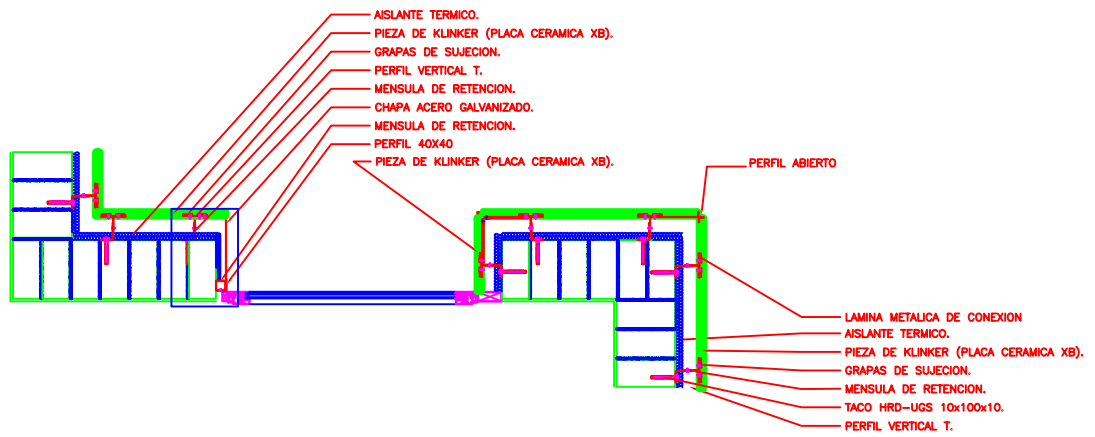 AISLANTE TERMICO.
PIEZA DE KLINKER (PLACA CERAMICA XB).
GRAPAS DE SUJECION.
PERFIL VERTICAL T.
MENSULA DE RETENCION.
CHAPA ACERO GALVANIZADO.
MENSULA DE RETENCION.
PERFIL 40X40
PIEZA DE KLINKER (PLACA CERAMICA XB).
PERFIL ABIERTO
LAMINA METALICA DE CONEXION
AISLANTE TERMICO.
PIEZA DE KLINKER (PLACA CERAMICA XB).
GRAPAS DE SUJECION.
MENSULA DE RETENCION.
TACO HRD-UGS 10x100x10.
PERFIL VERTICAL T.